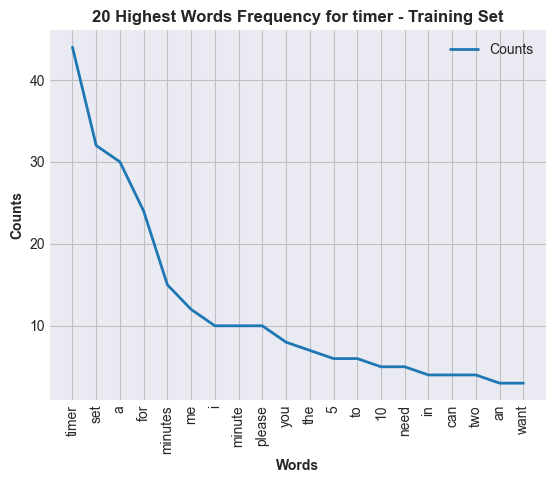 20 Highest Words Frequency for timer - Training Set
Counts
Counts
40
30
20
10
timer
set
a
for
minutes
me
i
minute
please
you
the
5
to
10
need
in
can
two
an
want
Words